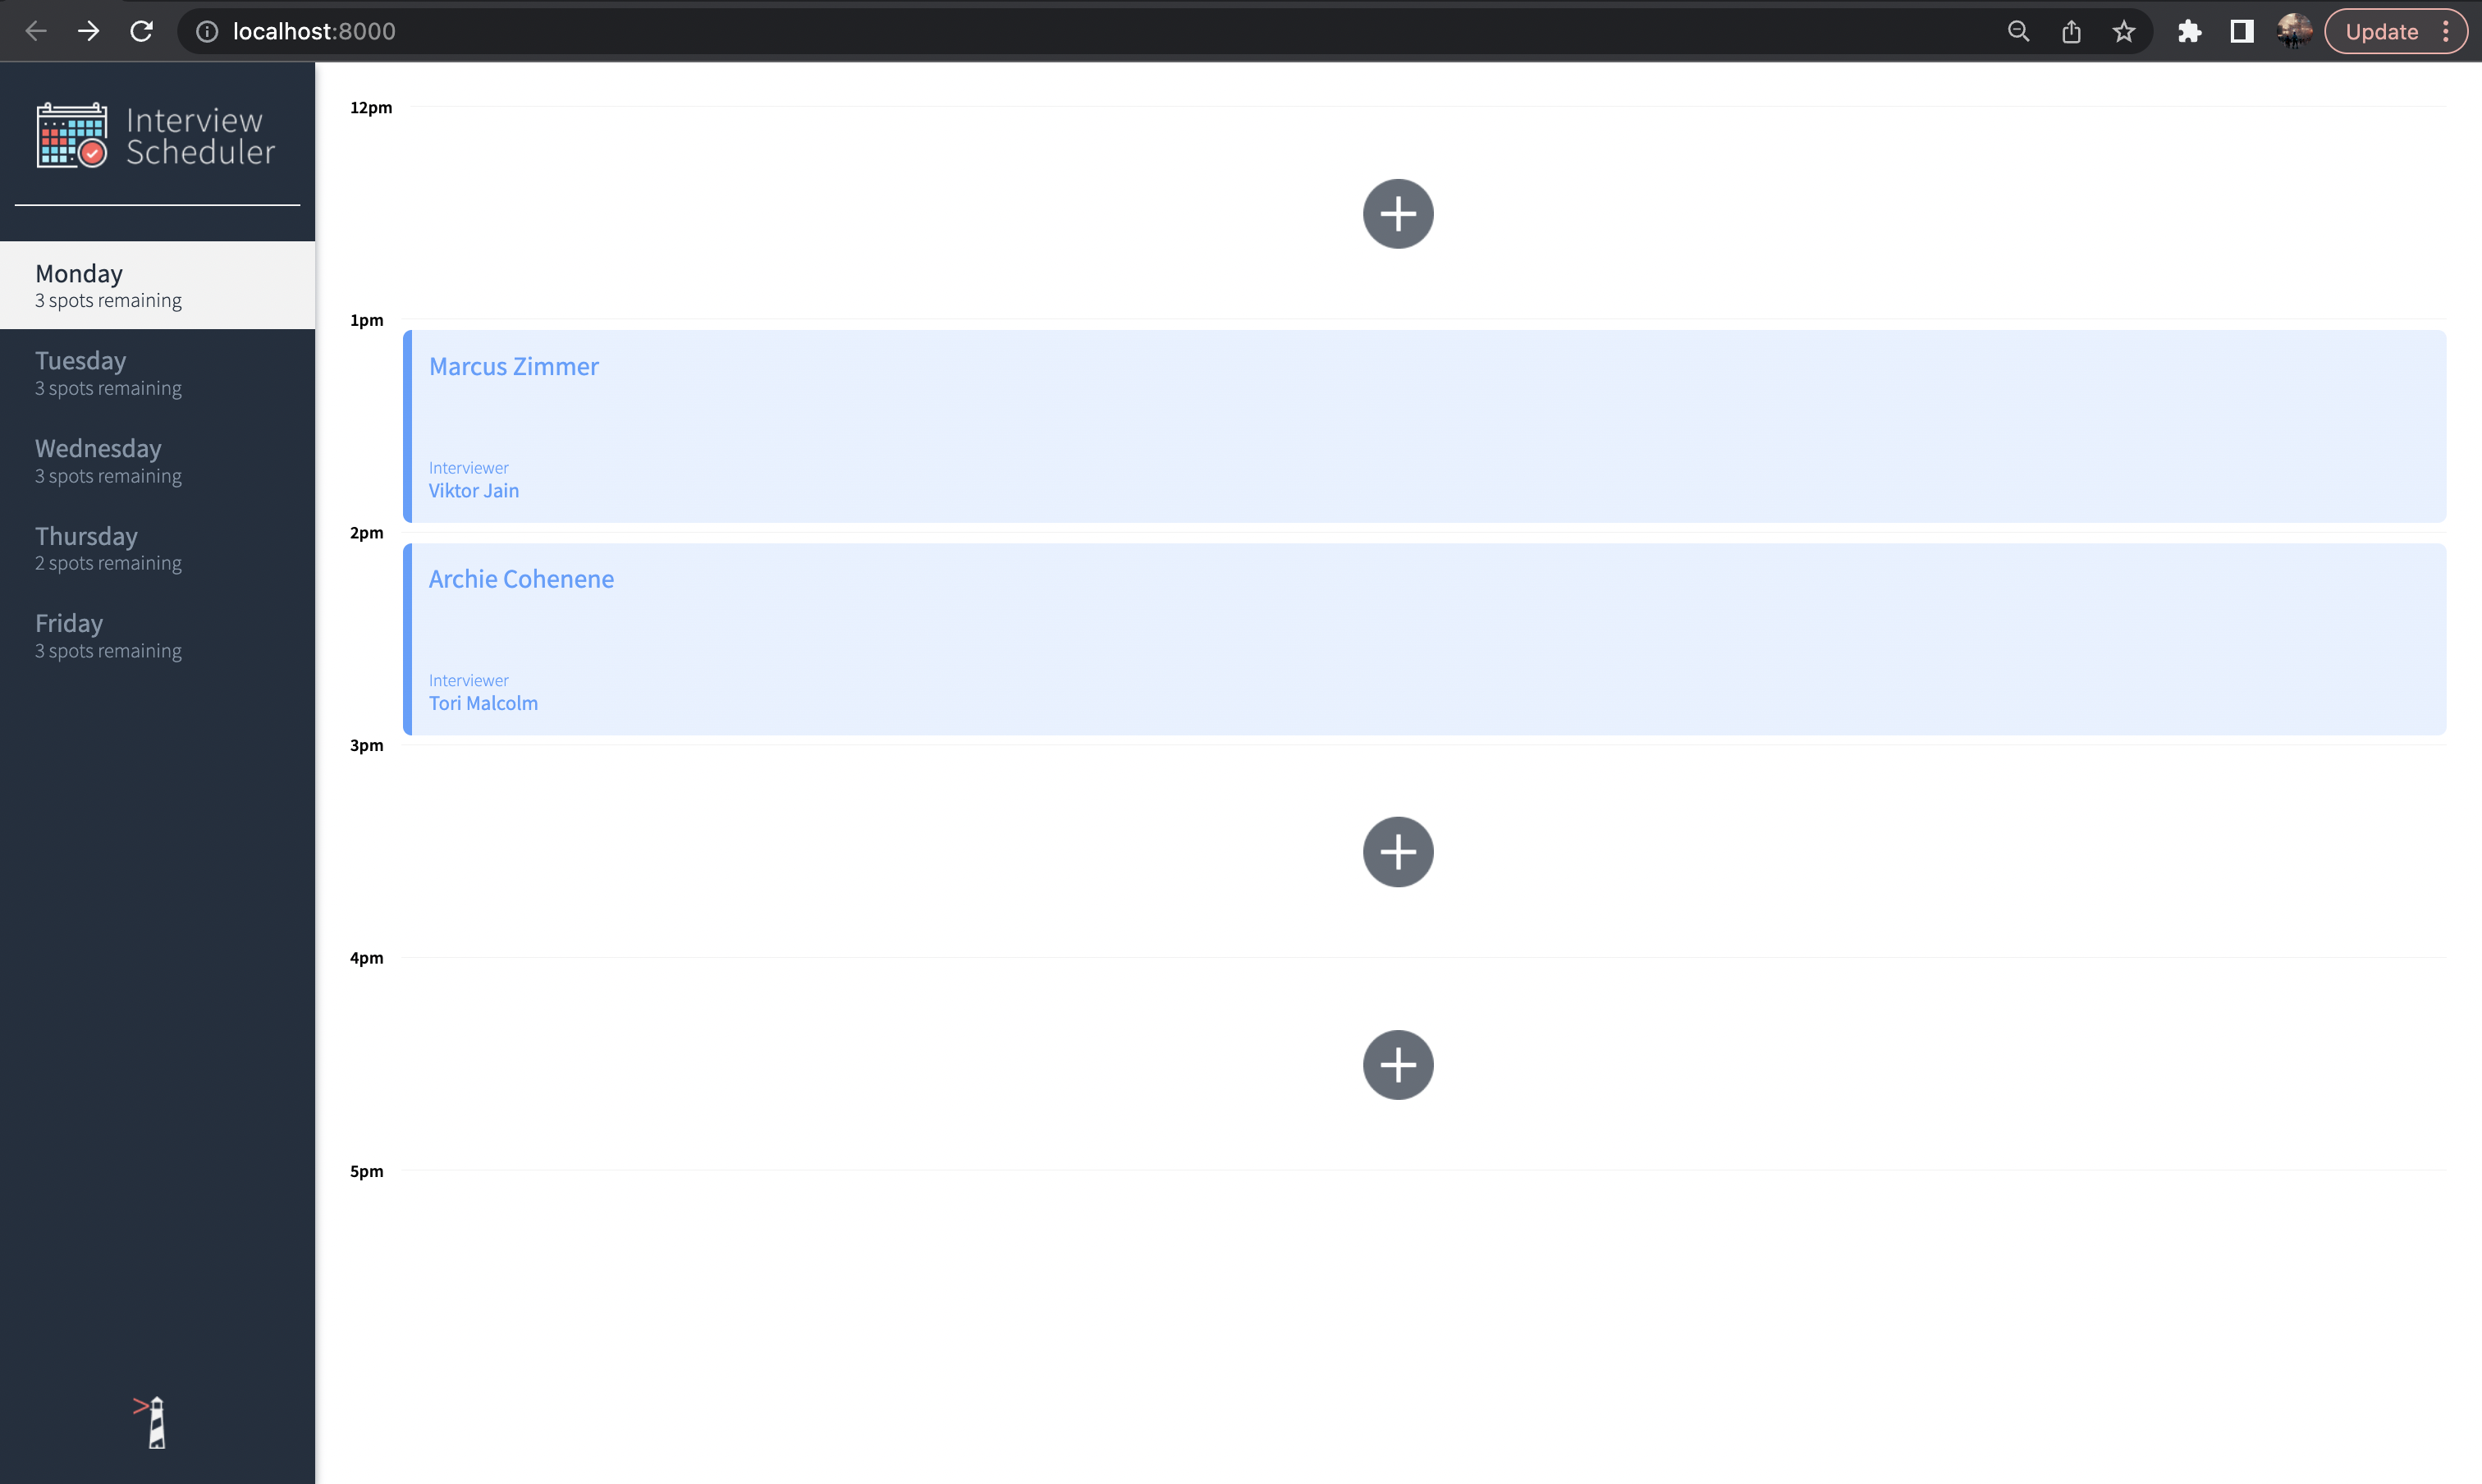 localhost:8000
Update
Interview
Scheduler
Monday
3 spots remaining
Tuesday
3 spots remaining
Wednesday
3 spots remaining
Thursday
2 spots remaining
Friday
3 spots remaining
12pm
1pm
Marcus Zimmer
Interviewer
Viktor Jain
2pm
Archie Cohenene
Interviewer
Tori Malcolm
3pm
4pm
5pm